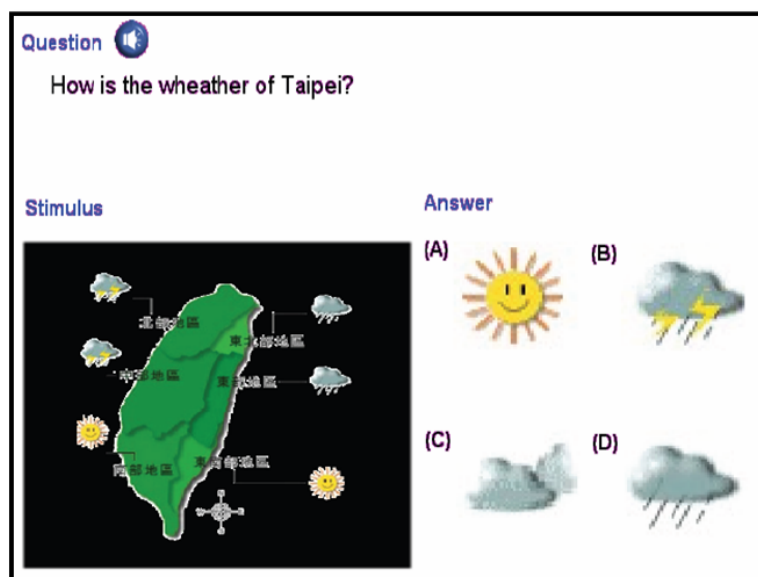 Question
How is the wheather of Taipei?
Stimulus
Answer
(A)
(B)
北部地區
東北部地區
中部地區
東部地區
南部地區
東南部地區
(C)
(D)